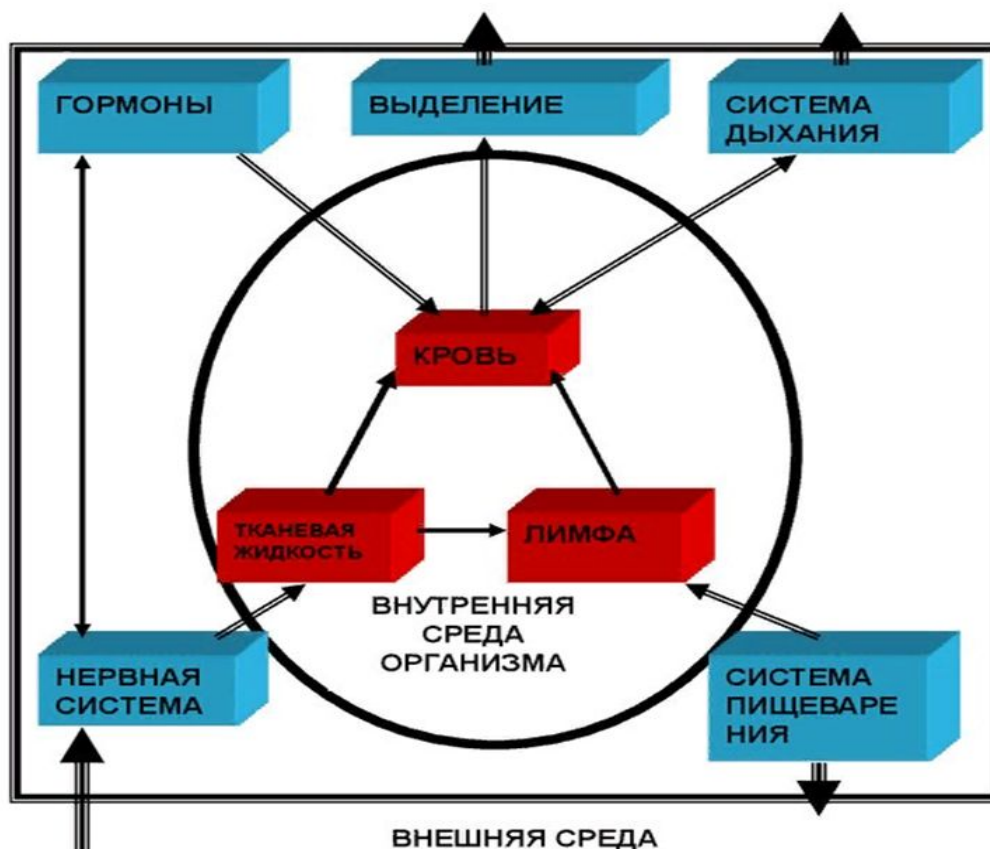 ГОРМОНЫ
ВЫДЕЛЕНИЕ
СИСТЕМА
ДЫХАНИЯ
КРОВЬ
ТКАНЕВАЯ
ЖИДКОСТЬ
ЛИМФА
ВНУТРЕННЯЯ
СРЕДА
ОРГАНИЗМА
НЕРВНАЯ
СИСТЕМА
СИСТЕМА
ПИЩЕВАРЕ
НИЯ
ВНЕШНЯЯ СРЕДА